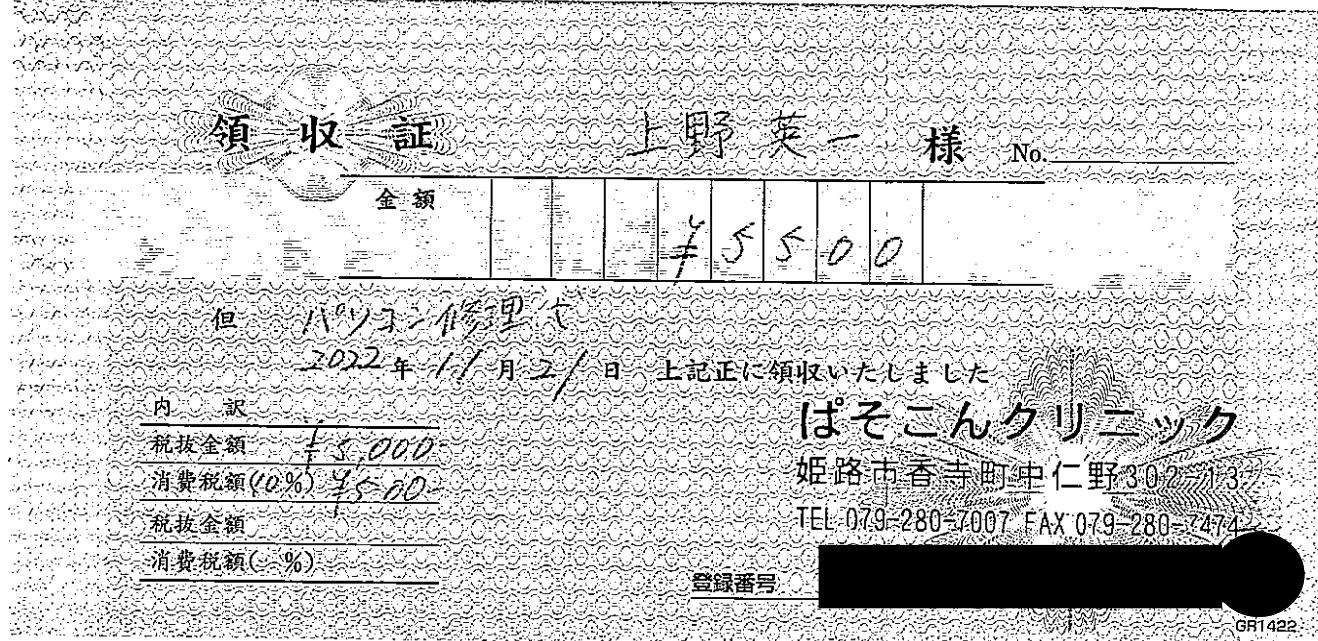 領収証 上野英一 様 No.
金額 ¥5500
但 パソコン修理代
2022年11月21日 上記正に領収いたしました
内 訳
税抜金額 ¥5,000-
消費税額(10%) ¥500-
税抜金額
消費税額( %)
ぱそこんクリニック
姫路市香寺町中仁野302-13
TEL 079-280-7007 FAX 079-280-7474
登録番号
GR1422